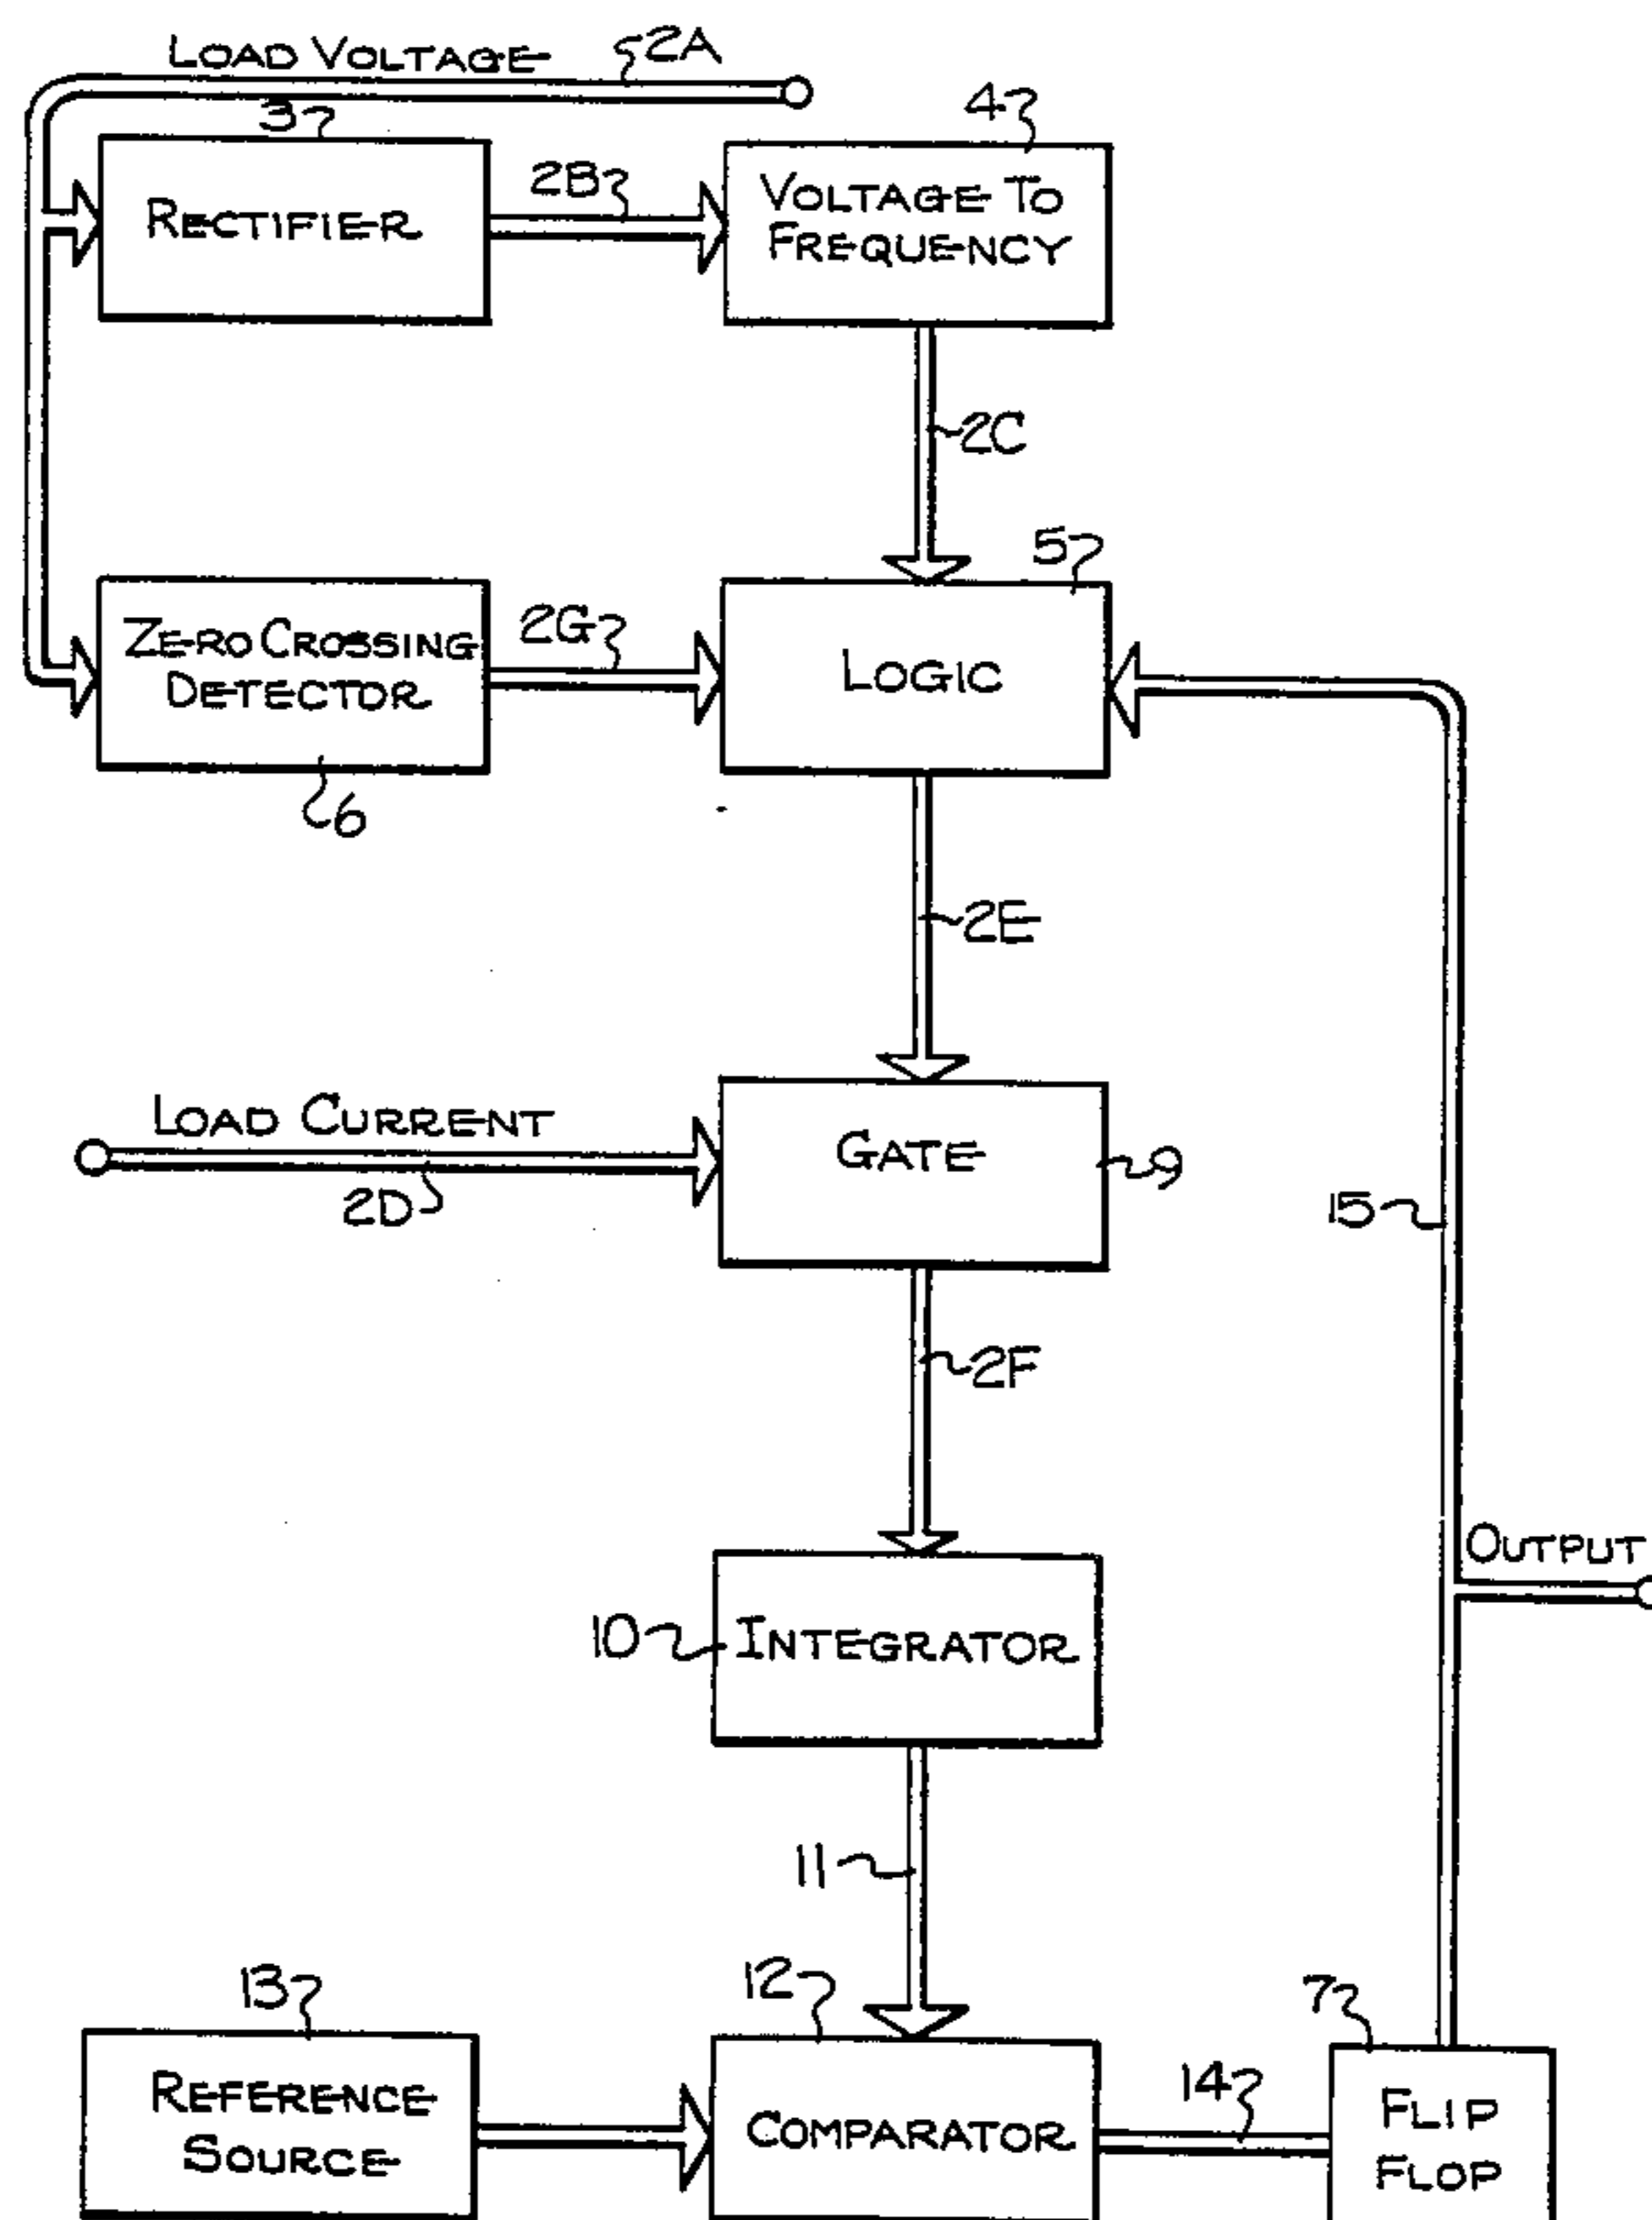 LOAD VOLTAGE
2A
3
4
RECTIFIER
2B
VOLTAGE TO
FREQUENCY
2C
5
ZERO CROSSING
DETECTOR
2G
LOGIC
6
2E
LOAD CURRENT
2D
GATE
9
15
2F
OUTPUT
10
INTEGRATOR
11
13
12
7
REFERENCE
SOURCE
COMPARATOR
14
FLIP
FLOP